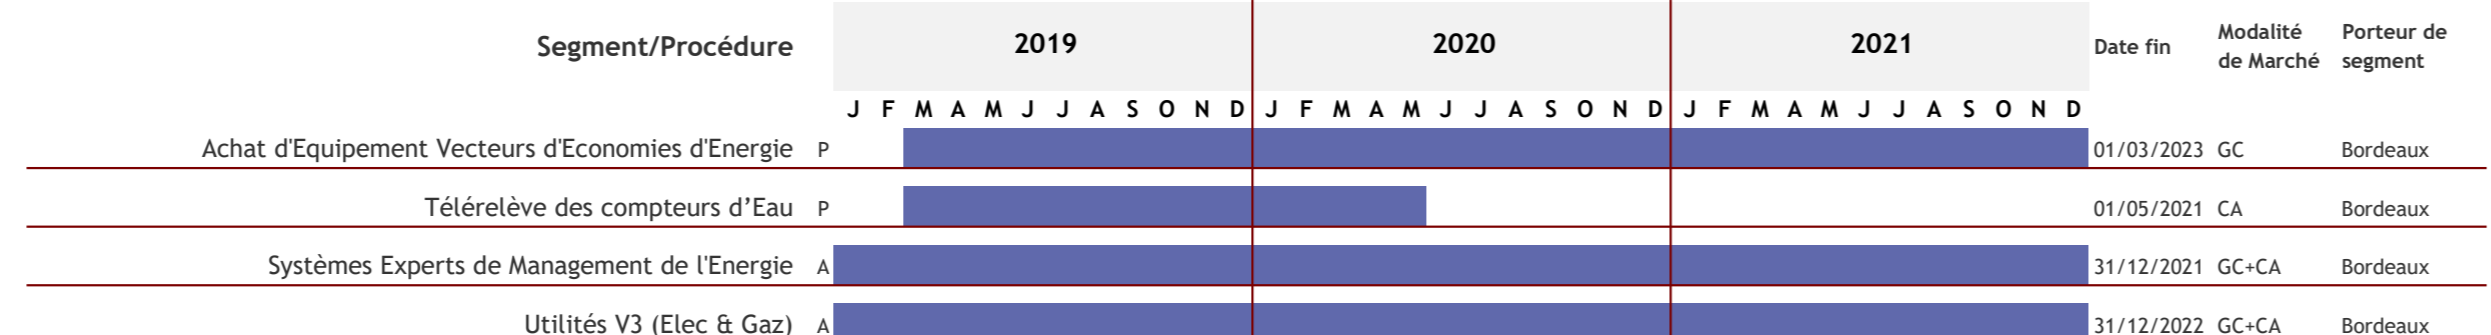 Segment/Procédure 2019 2020 2021 Date fin Modalité de Marché Porteur de segment
J F M A M J J A S O N D J F M A M J J A S O N D J F M A M J J A S O N D
Achat d'Equipement Vecteurs d'Economies d'Energie P 01/03/2023 GC Bordeaux
Télérelève des compteurs d’Eau P 01/05/2021 CA Bordeaux
Systèmes Experts de Management de l'Energie A 31/12/2021 GC+CA Bordeaux
Utilités V3 (Elec & Gaz) A 31/12/2022 GC+CA Bordeaux